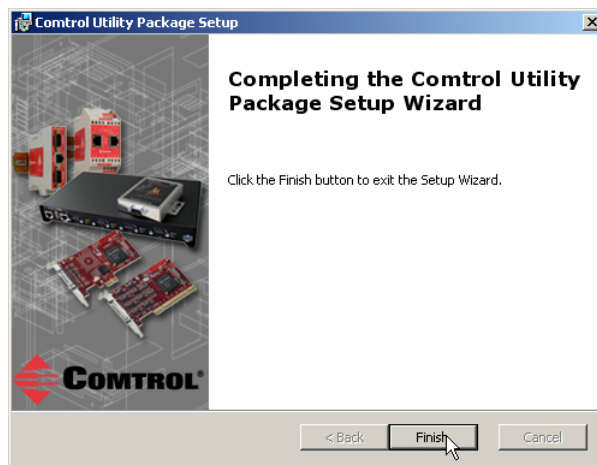 Comtrol Utility Package Setup
Completing the Comtrol Utility
Package Setup Wizard
Click the Finish button to exit the Setup Wizard.
COMTROL®
< Back
Finish
Cancel